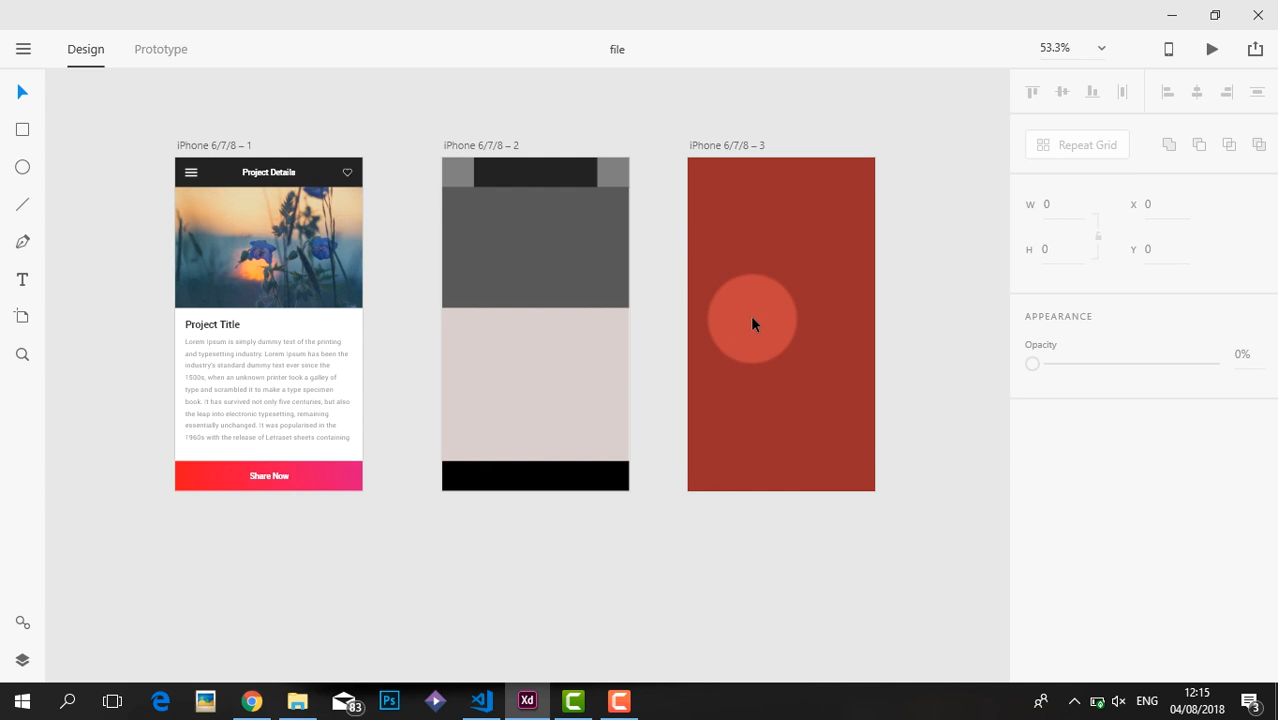 Design
Prototype
file
53.3%
iPhone 6/7/8 – 1
iPhone 6/7/8 – 2
iPhone 6/7/8 – 3
Project Details
Project Title
Lorem Ipsum is simply dummy text of the printing
and typesetting industry. Lorem Ipsum has been the
industry's standard dummy text ever since the
1500s, when an unknown printer took a galley of
type and scrambled it to make a type specimen
book. It has survived not only five centuries, but also
the leap into electronic typesetting, remaining
essentially unchanged. It was popularised in the
1960s with the release of Letraset sheets containing
Share Now
Repeat Grid
W 0 X 0
H 0 Y 0
APPEARANCE
Opacity
0%
83
Ps
Xd
ENG
12:15
04/08/2018
3